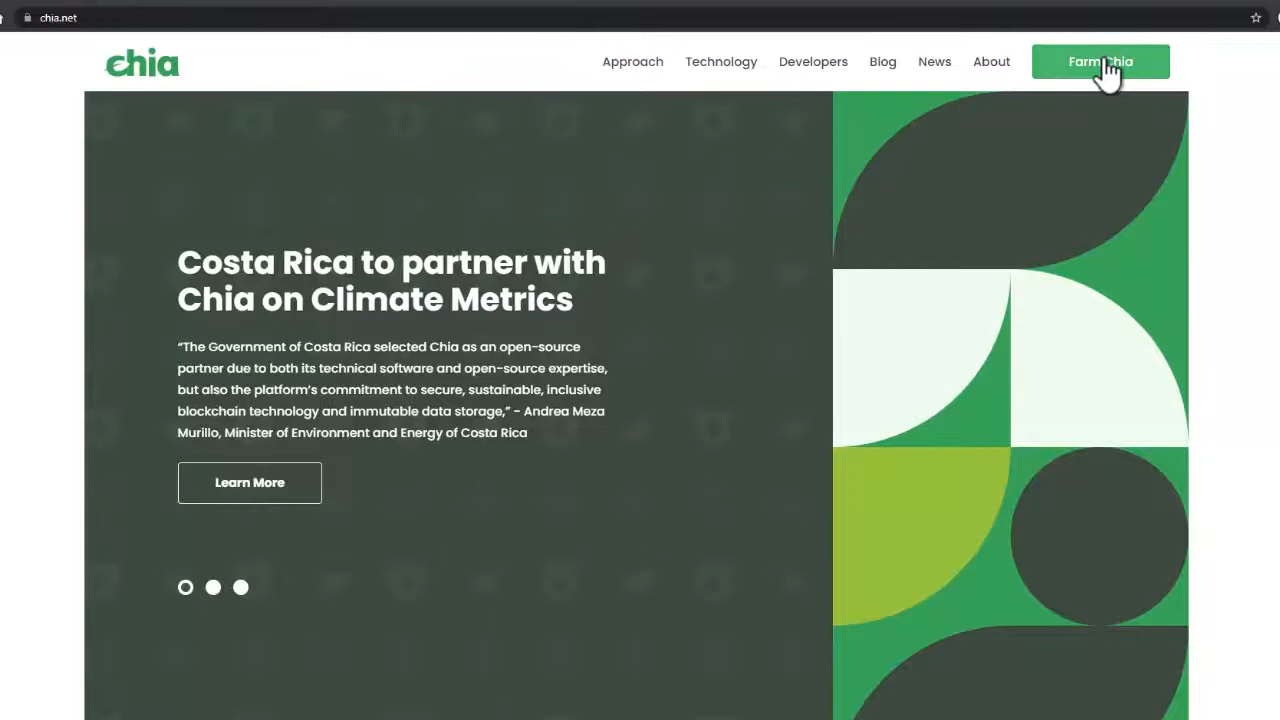 chia.net
chia
Approach Technology Developers Blog News About Farm Chia
Costa Rica to partner with
Chia on Climate Metrics
“The Government of Costa Rica selected Chia as an open-source
partner due to both its technical software and open-source expertise,
but also the platform’s commitment to secure, sustainable, inclusive
blockchain technology and immutable data storage,” - Andrea Meza
Murillo, Minister of Environment and Energy of Costa Rica
Learn More